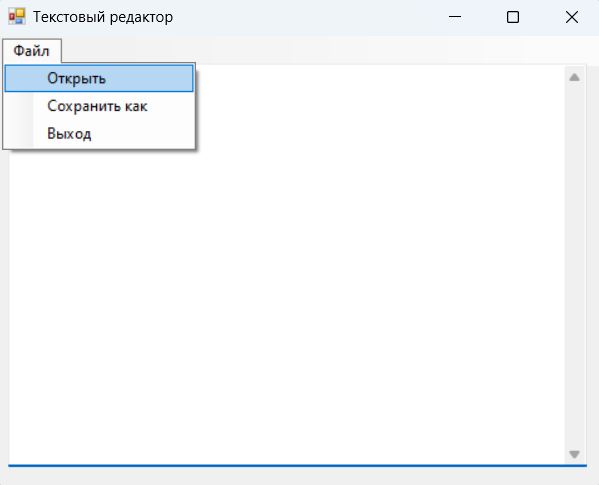 Текстовый редактор
Файл
Открыть
Сохранить как
Выход